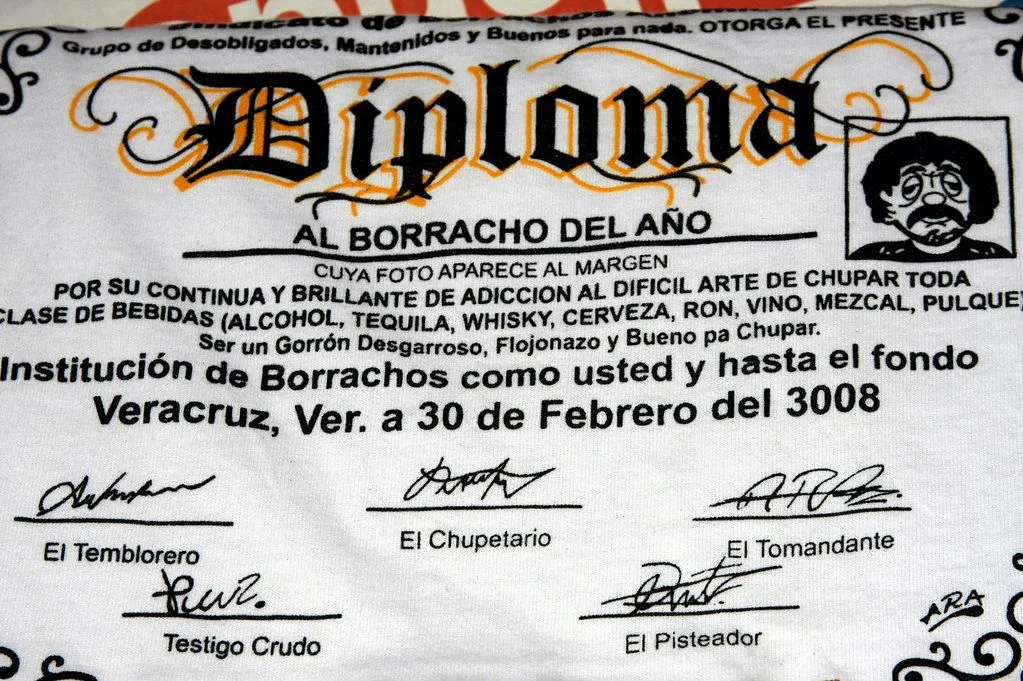 Sindicato de Borrachos
Grupo de Desobligados, Mantenidos y Buenos para nada. OTORGA EL PRESENTE
Diploma
AL BORRACHO DEL AÑO
CUYA FOTO APARECE AL MARGEN
POR SU CONTINUA Y BRILLANTE DE ADICCION AL DIFICIL ARTE DE CHUPAR TODA
CLASE DE BEBIDAS (ALCOHOL, TEQUILA, WHISKY, CERVEZA, RON, VINO, MEZCAL, PULQUE
Ser un Gorrón Desgarroso, Flojonazo y Bueno pa Chupar.
Institución de Borrachos como usted y hasta el fondo
Veracruz, Ver. a 30 de Febrero del 3008
El Temblorero
El Chupetario
El Tomandante
Testigo Crudo
El Pisteador
ARA